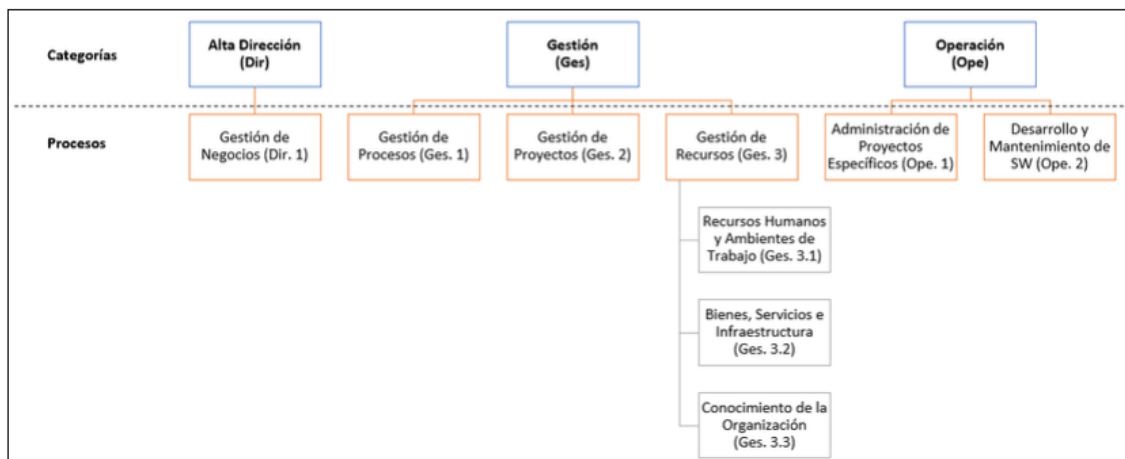 Categorías
Alta Dirección
(Dir)
Gestión
(Ges)
Operación
(Ope)
Procesos
Gestión de
Negocios (Dir. 1)
Gestión de
Procesos (Ges. 1)
Gestión de
Proyectos (Ges. 2)
Gestión de
Recursos (Ges. 3)
Administración de
Proyectos
Específicos (Ope. 1)
Desarrollo y
Mantenimiento de
SW (Ope. 2)
Recursos Humanos
y Ambientes de
Trabajo (Ges. 3.1)
Bienes, Servicios e
Infraestructura
(Ges. 3.2)
Conocimiento de la
Organización
(Ges. 3.3)